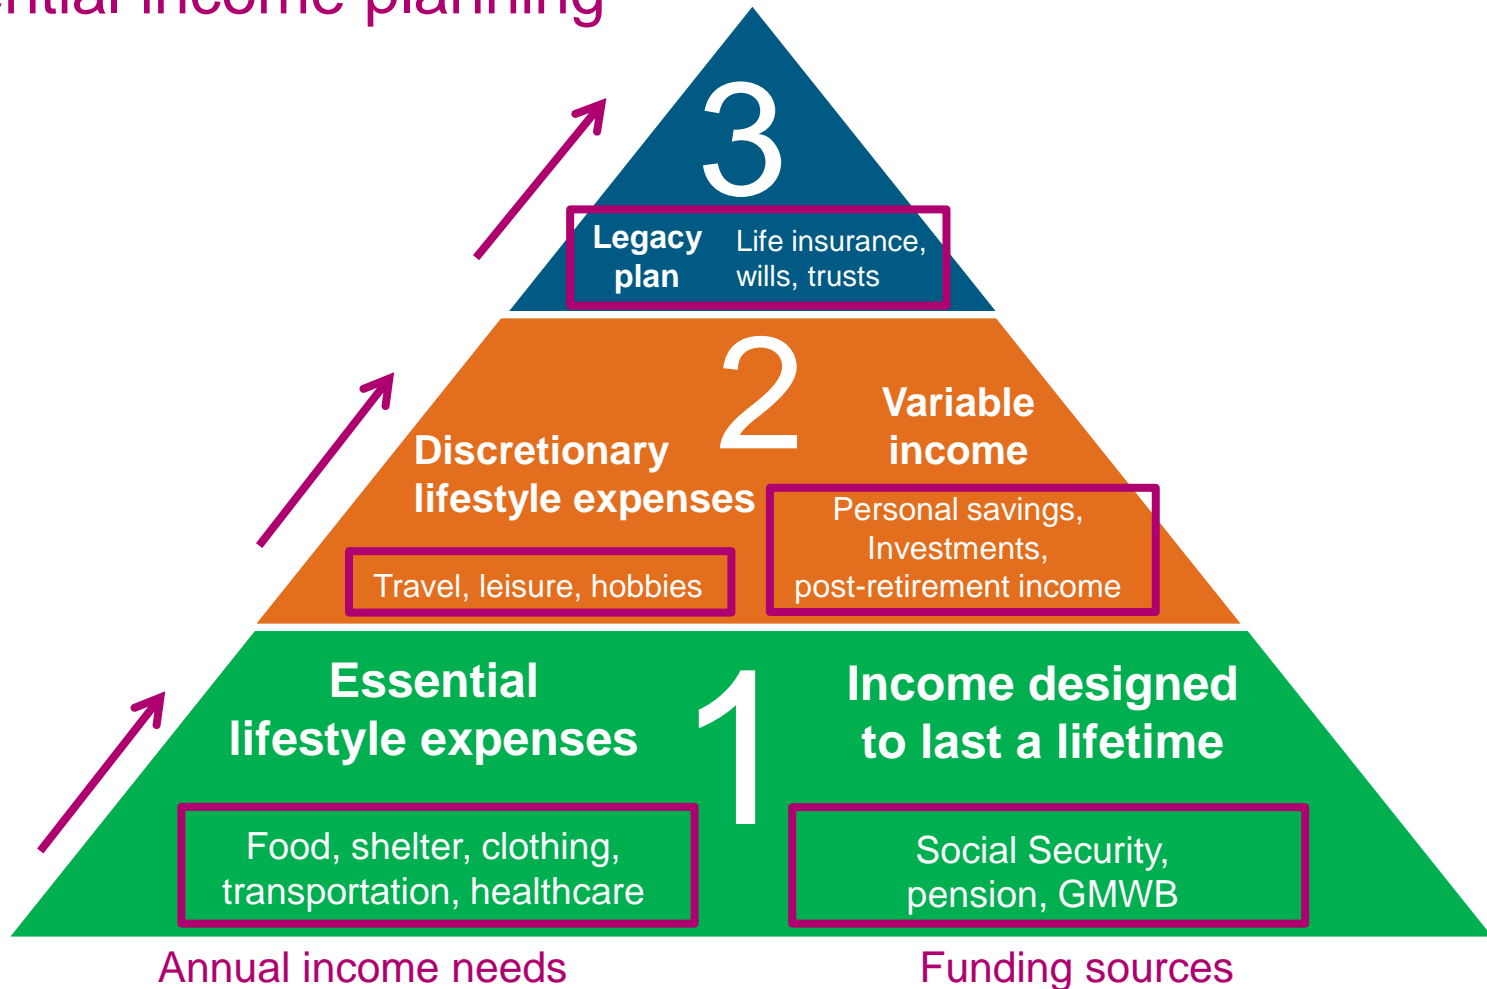 income planning
3
Legacy
plan
Life insurance,
wills, trusts
2
Discretionary
lifestyle expenses
Travel, leisure, hobbies
Variable
income
Personal savings,
Investments,
post-retirement income
1
Essential
lifestyle expenses
Food, shelter, clothing,
transportation, healthcare
Income designed
to last a lifetime
Social Security,
pension, GMWB
Annual income needs
Funding sources